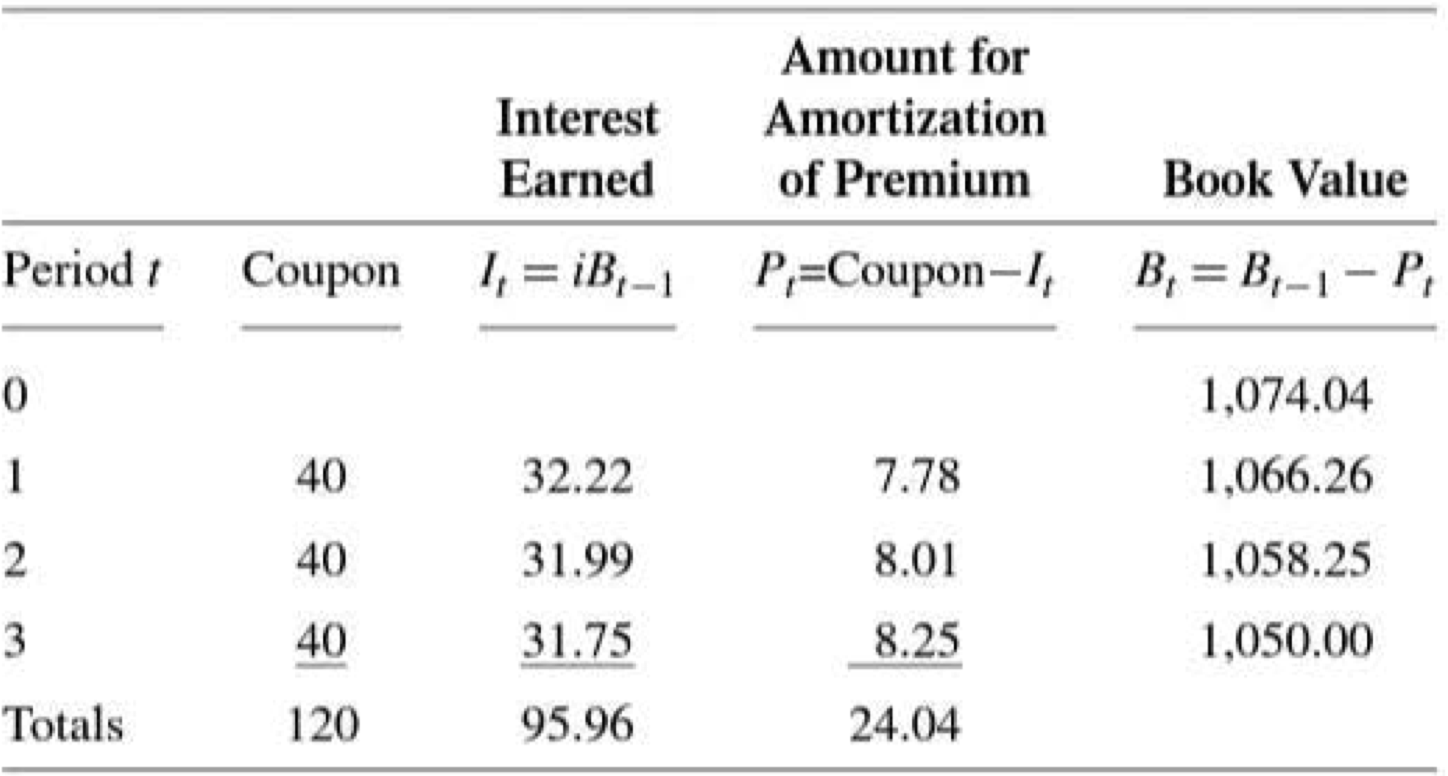 Amount for
Interest Amortization
Earned of Premium Book Value
Period t Coupon I_t = iB_{t−1} P_t=Coupon−I_t B_t = B_{t−1} − P_t
0 1,074.04
1 40 32.22 7.78 1,066.26
2 40 31.99 8.01 1,058.25
3 40 31.75 8.25 1,050.00
Totals 120 95.96 24.04